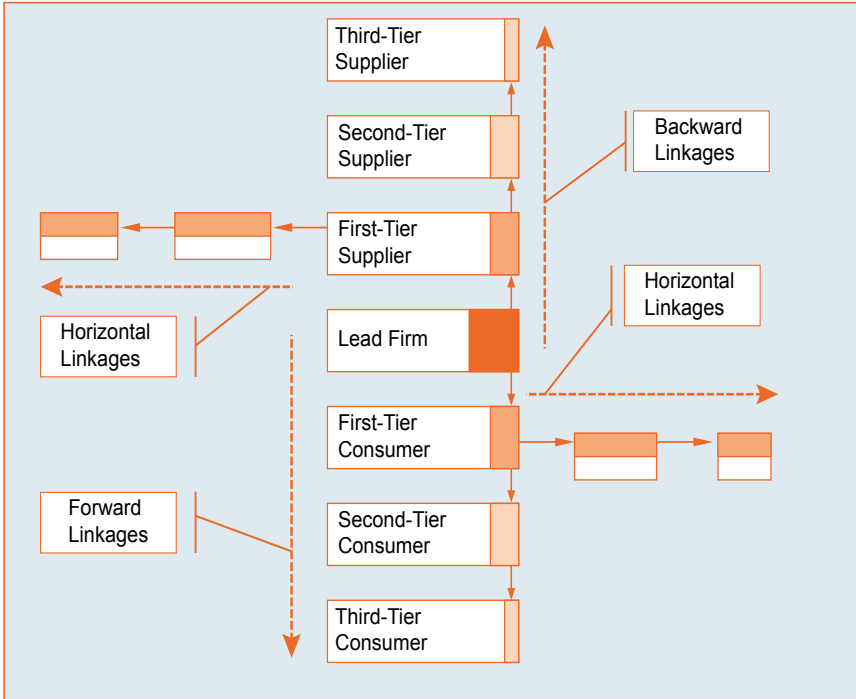 Third-Tier
Supplier
Second-Tier
Supplier
Backward
Linkages
First-Tier
Supplier
Horizontal
Linkages
Horizontal
Linkages
Lead Firm
First-Tier
Consumer
Forward
Linkages
Second-Tier
Consumer
Third-Tier
Consumer